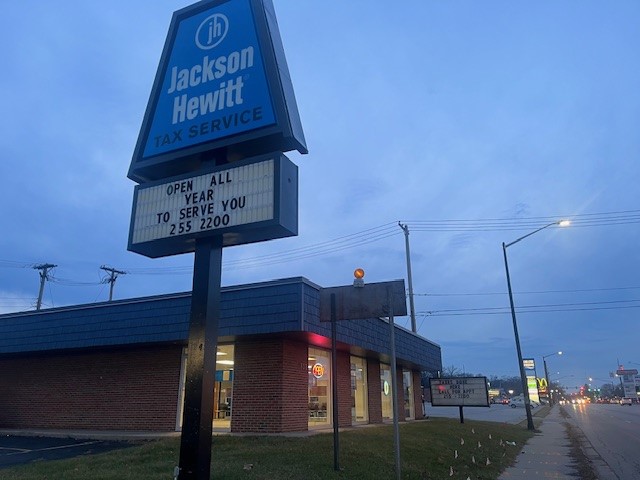 jh
Jackson
Hewitt
TAX SERVICE
OPEN ALL
YEAR
TO SERVE YOU
255 2200